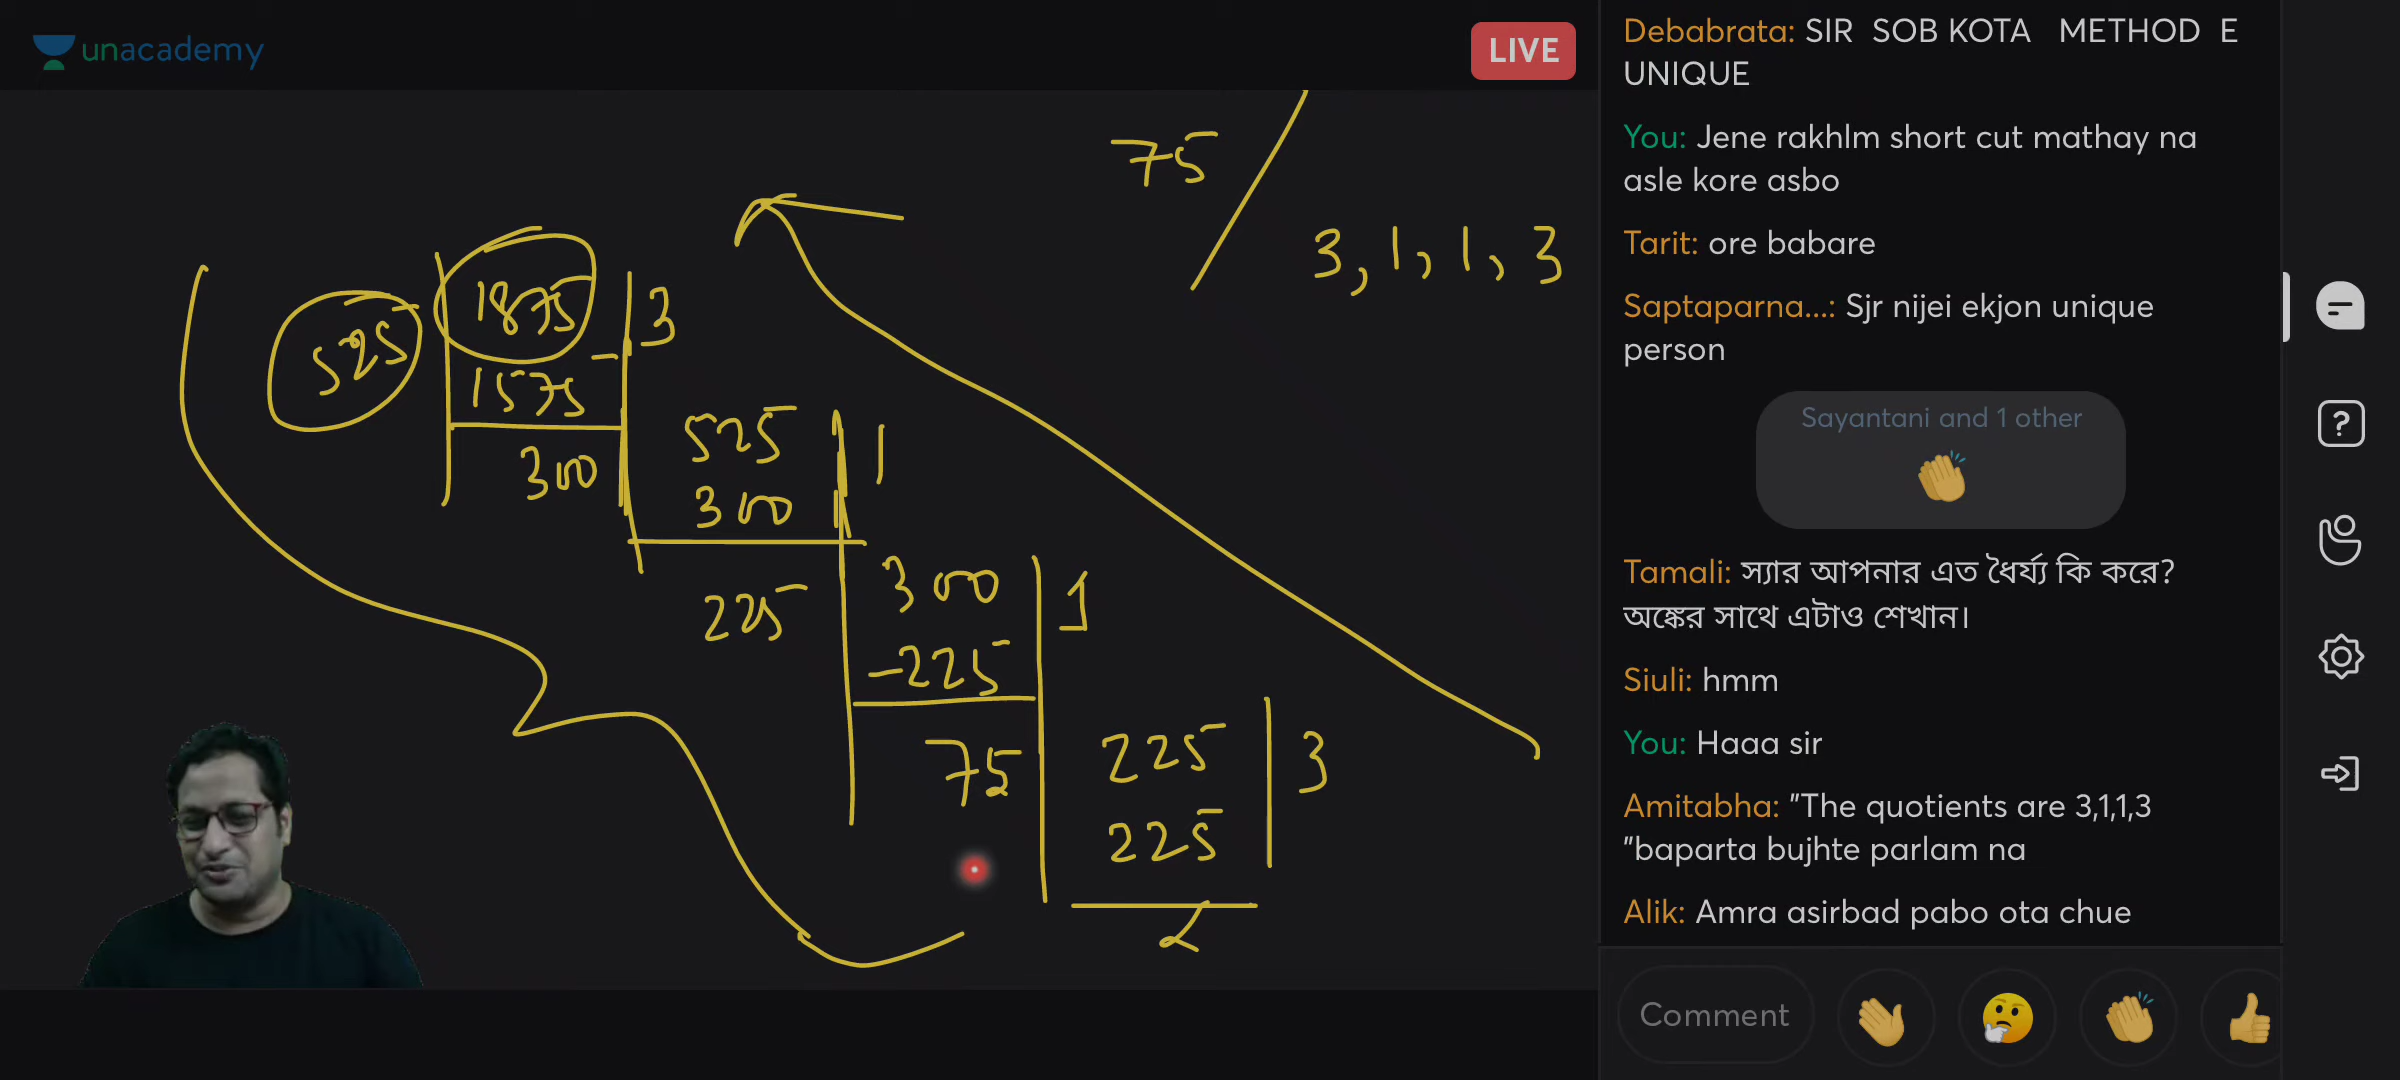 unacademy
LIVE
75
3, 1, 1, 3
525 1875 3
1575
300
525 1
300
225
300 1
-225
75
225 3
225
Debabrata: SIR SOB KOTA METHOD E
UNIQUE
You: Jene rakhlm short cut mathay na
asle kore asbo
Tarit: ore babare
Saptaparna...: Sjr nijei ekjon unique
person
Sayantani and 1 other
Tamali: স্যার আপনার এত ধৈর্য্য কি করে?
অঙ্কের সাথে এটাও শেখান।
Siuli: hmm
You: Haaa sir
Amitabha: "The quotients are 3,1,1,3
"baparta bujhte parlam na
Alik: Amra asirbad pabo ota chue
Comment